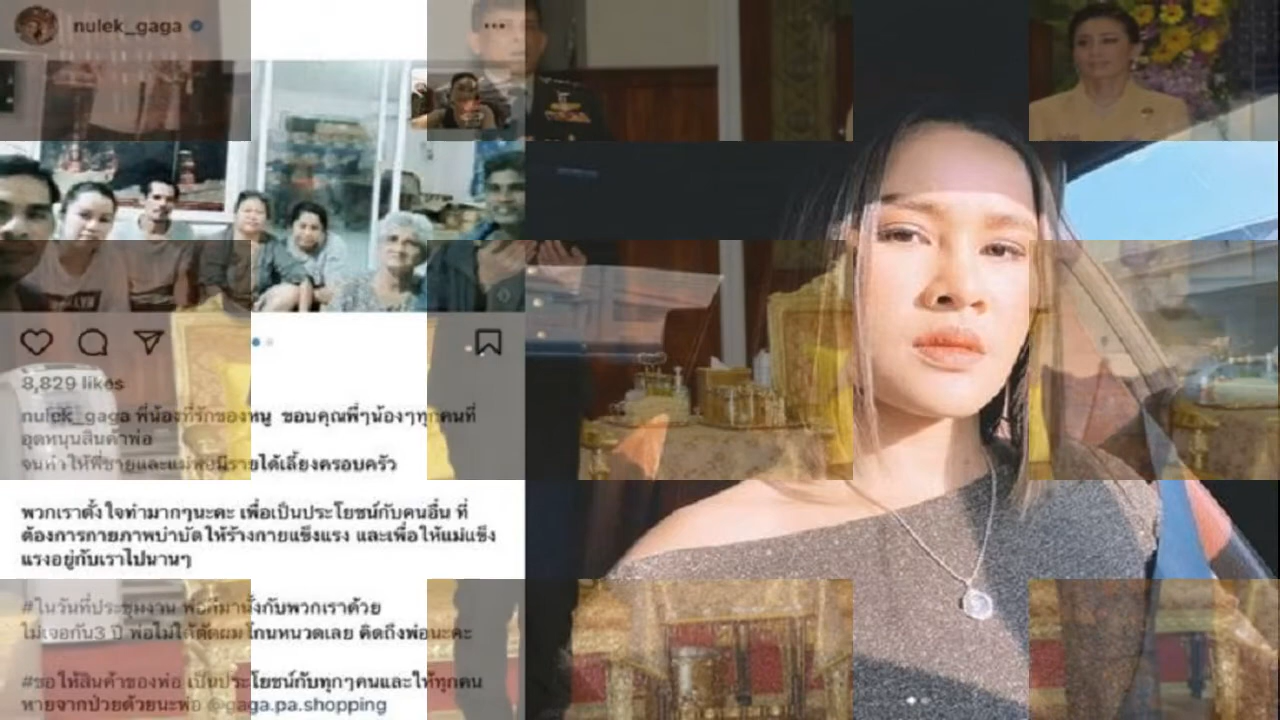 nulek_gaga
8,829 likes
nulek_gaga พี่น้องที่รักของหนู ขอบคุณพี่ๆน้องๆทุกคนที่
อุดหนุนสินค้าพ่อ
จนทำให้พี่ชายและแม่พอมีรายได้เลี้ยงครอบครัว
พวกเราตั้งใจทำมากๆนะคะ เพื่อเป็นประโยชน์กับคนอื่น ที่
ต้องการกายภาพบำบัดให้ร่างกายแข็งแรง และเพื่อให้แม่แข็ง
แรงอยู่กับเราไปนานๆ
#ในวันที่ประชุมงาน พ่อก็มานั่งกับพวกเราด้วย
ไม่เจอกัน3 ปี พ่อไม่ได้ตัดผมโกนหนวดเลย คิดถึงพ่อนะคะ
#ขอให้สินค้าของพ่อ เป็นประโยชน์กับทุกๆคนและให้ทุกคน
หายจากป่วยด้วยนะพ่อ @gaga.pa.shopping